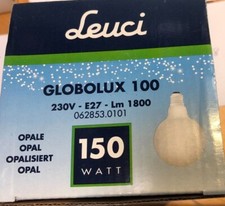 Leuci
GLOBOLUX 100
230V - E27 - Lm 1800
062853.0101
OPALE
OPAL
OPALISIERT
OPAL
150
WATT